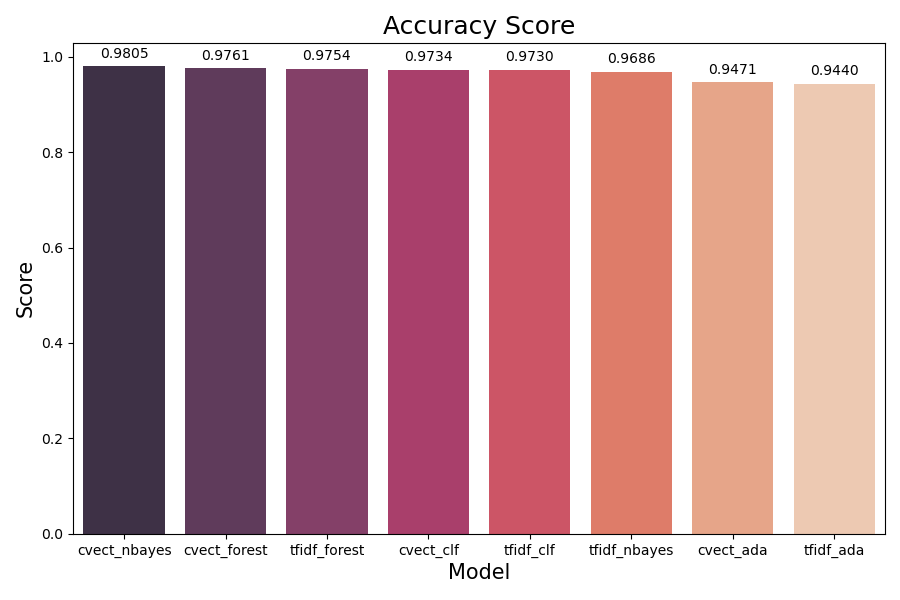 Accuracy Score
0.9805 0.9761 0.9754 0.9734 0.9730 0.9686 0.9471 0.9440
1.0
0.8
0.6
0.4
0.2
0.0
Score
cvect_nbayes cvect_forest tfidf_forest cvect_clf tfidf_clf tfidf_nbayes cvect_ada tfidf_ada
Model